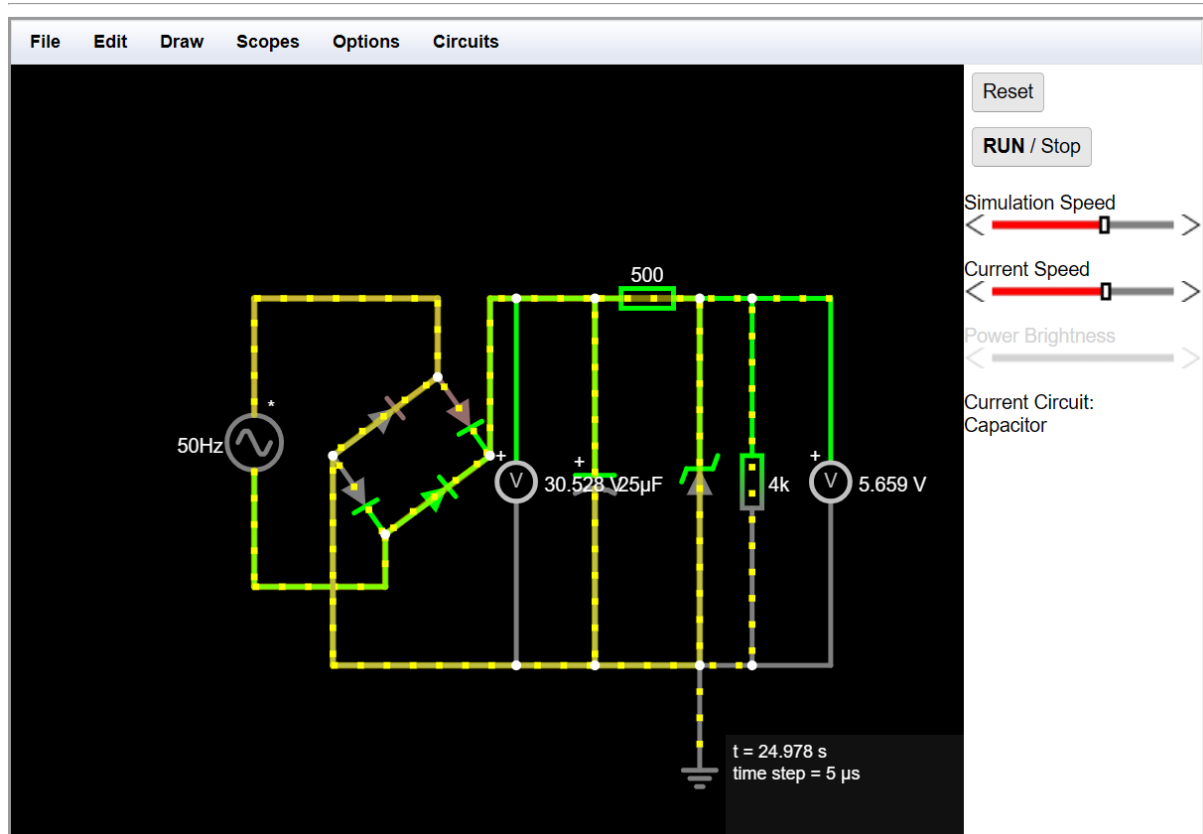 File Edit Draw Scopes Options Circuits
Reset
RUN / Stop
Simulation Speed
Current Speed
Power Brightness
Current Circuit:
Capacitor
500
50Hz
*
+
V
30.528 V
+
25µF
4k
+
V
5.659 V
t = 24.978 s
time step = 5 µs